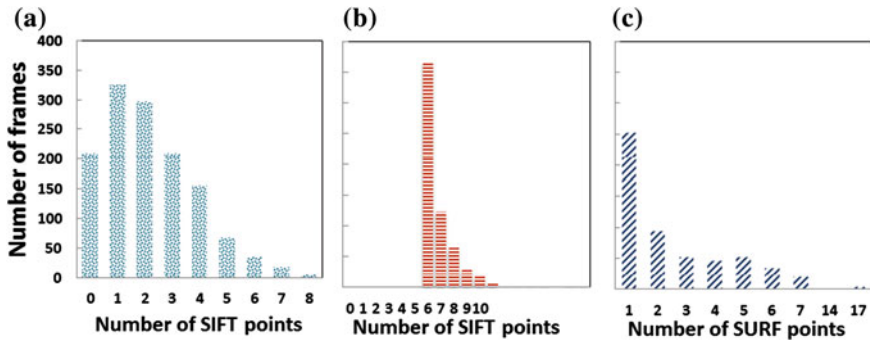 (a)
Number of frames
400
350
300
250
200
150
100
50
0
0 1 2 3 4 5 6 7 8
Number of SIFT points
(b)
0 1 2 3 4 5 6 7 8 9 10
Number of SIFT points
(c)
1 2 3 4 5 6 7 14 17
Number of SURF points